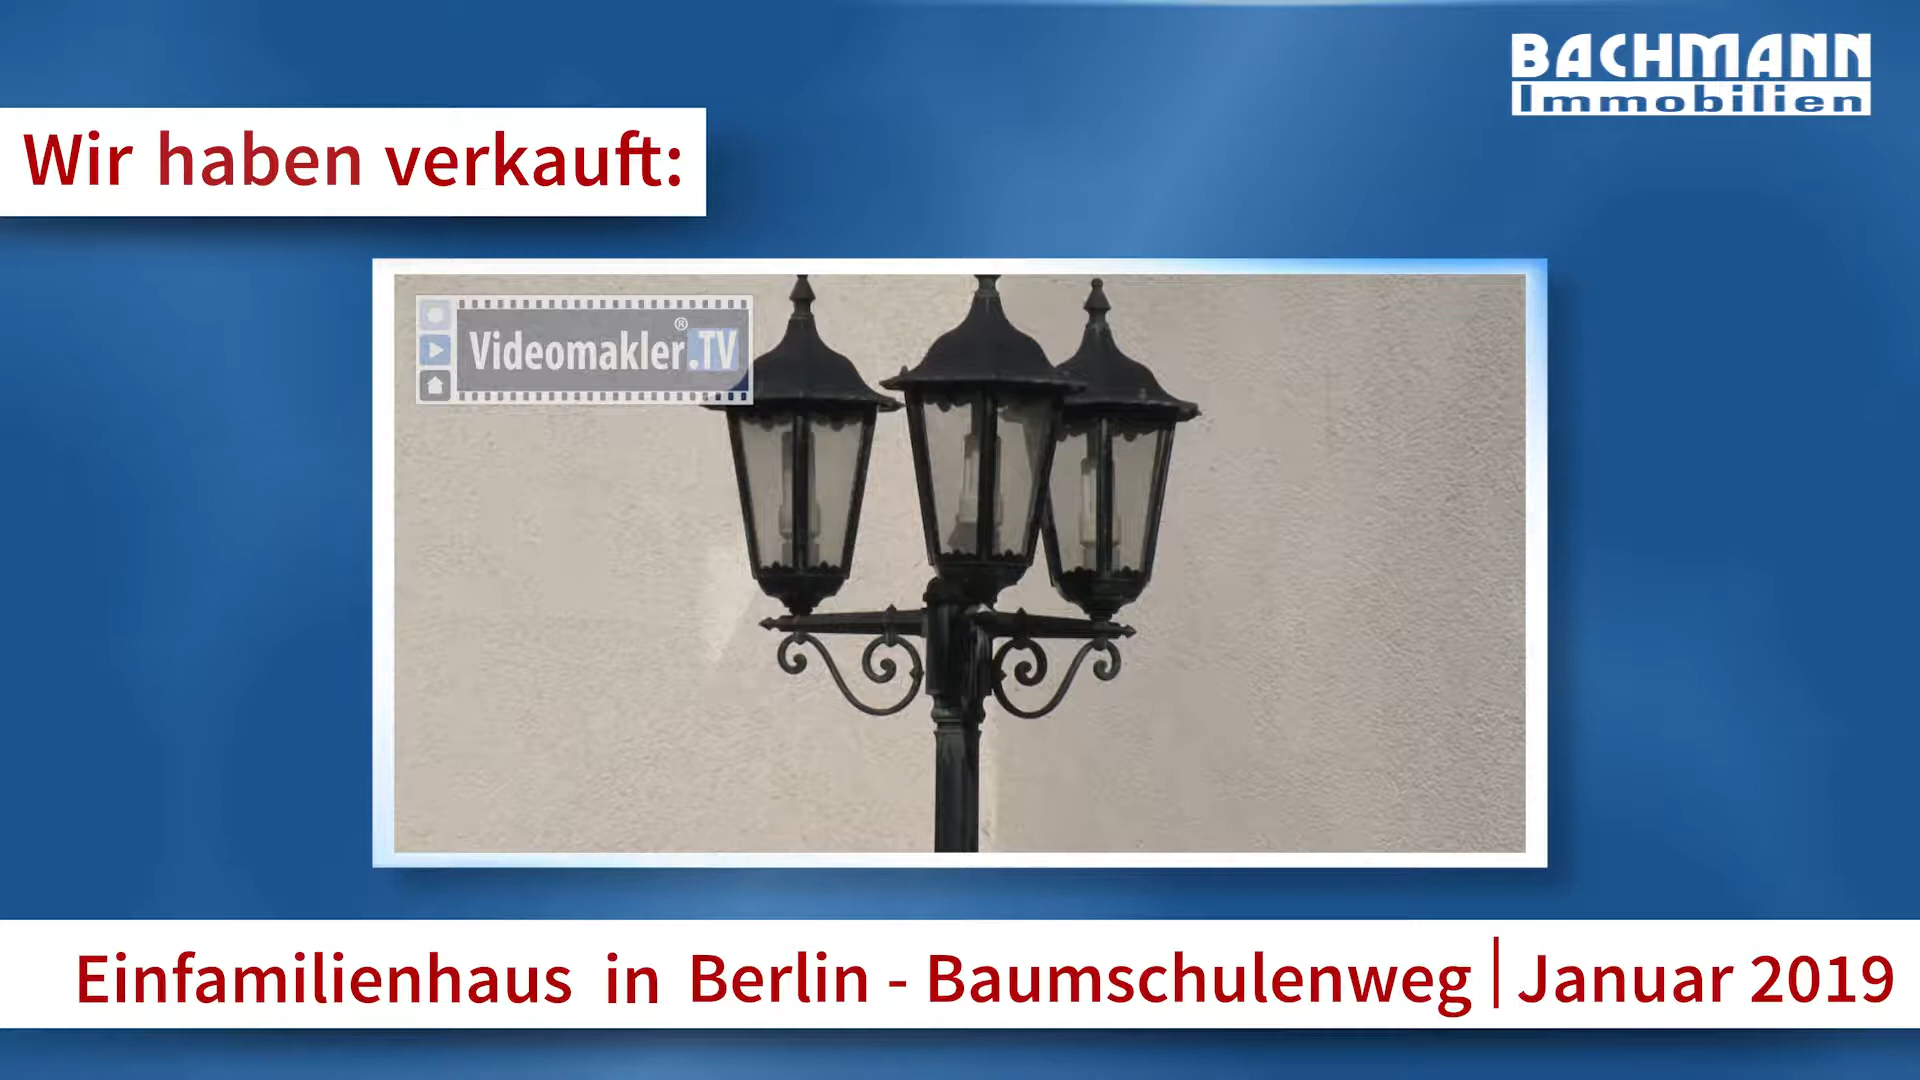 BACHMANN
Immobilien
Wir haben verkauft:
Videomakler®.TV
Einfamilienhaus in Berlin - Baumschulenweg | Januar 2019